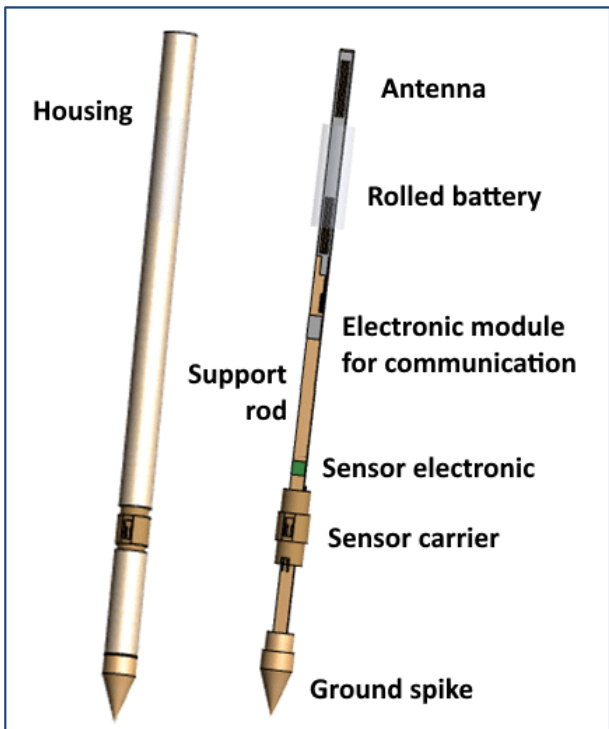 Housing
Antenna
Rolled battery
Electronic module
for communication
Support
rod
Sensor electronic
Sensor carrier
Ground spike